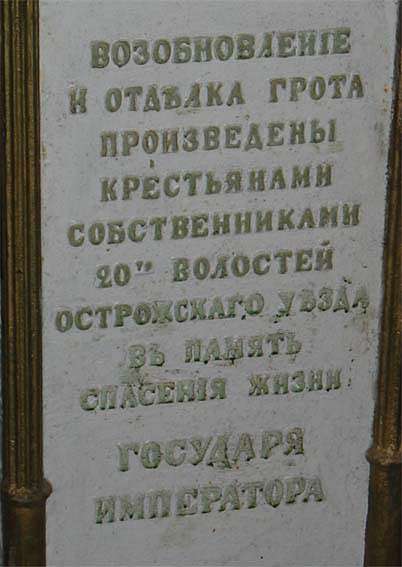 ВОЗОБНОВЛЕНІЕ
И ОТДѢЛКА ГРОТА
ПРОИЗВЕДЕНЫ
КРЕСТЬЯНАМИ
СОБСТВЕННИКАМИ
20ти ВОЛОСТЕЙ
ОСТРОЖСКАГО УѢЗДА
ВЪ ПАМЯТЬ
СПАСЕНІЯ ЖИЗНИ
ГОСУДАРЯ
ИМПЕРАТОРА